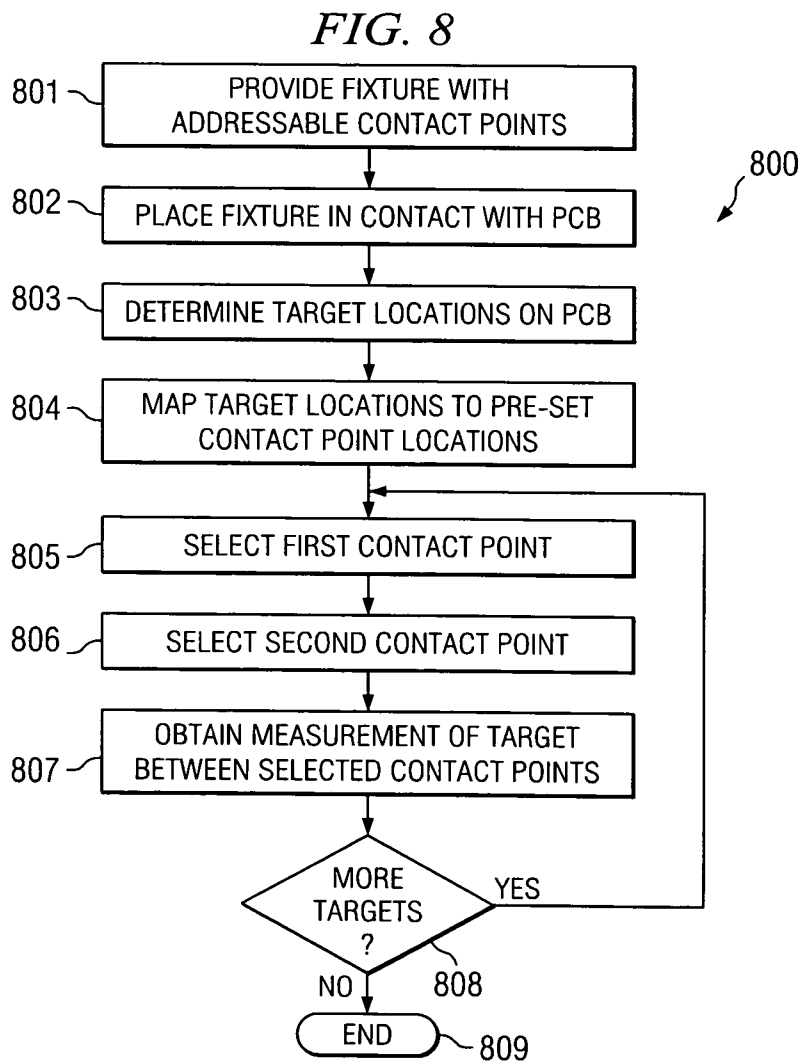 FIG. 8
800
801
PROVIDE FIXTURE WITH
ADDRESSABLE CONTACT POINTS
802
PLACE FIXTURE IN CONTACT WITH PCB
803
DETERMINE TARGET LOCATIONS ON PCB
804
MAP TARGET LOCATIONS TO PRE-SET
CONTACT POINT LOCATIONS
805
SELECT FIRST CONTACT POINT
806
SELECT SECOND CONTACT POINT
807
OBTAIN MEASUREMENT OF TARGET
BETWEEN SELECTED CONTACT POINTS
MORE
TARGETS
?
YES
808
NO
END
809